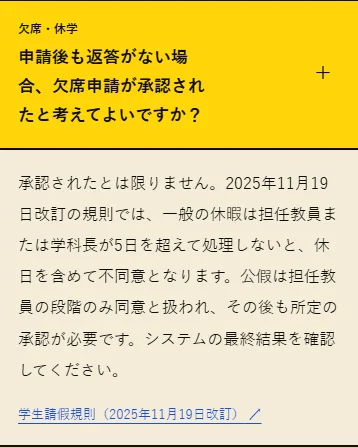 欠席・休学
申請後も返答がない場
合、欠席申請が承認され
たと考えてよいですか？
＋
承認されたとは限りません。2025年11月19
日改訂の規則では、一般の休暇は担任教員ま
たは学科長が5日を超えて処理しないと、休
日を含めて不同意となります。公假は担任教
員の段階のみ同意と扱われ、その後も所定の
承認が必要です。システムの最終結果を確認
してください。
学生請假規則（2025年11月19日改訂） ↗